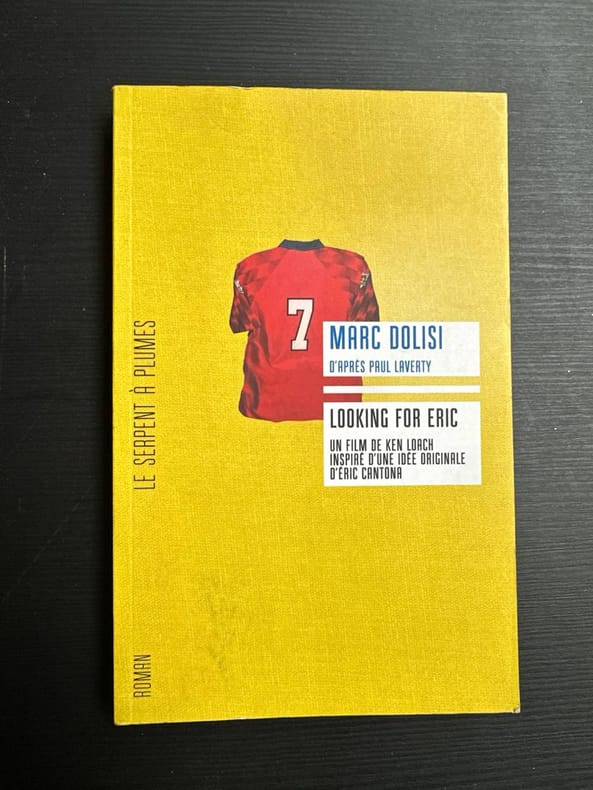 LE SERPENT À PLUMES
ROMAN
7
MARC DOLISI
D'APRÈS PAUL LAVERTY
LOOKING FOR ERIC
UN FILM DE KEN LOACH
INSPIRÉ D'UNE IDÉE ORIGINALE
D'ÉRIC CANTONA